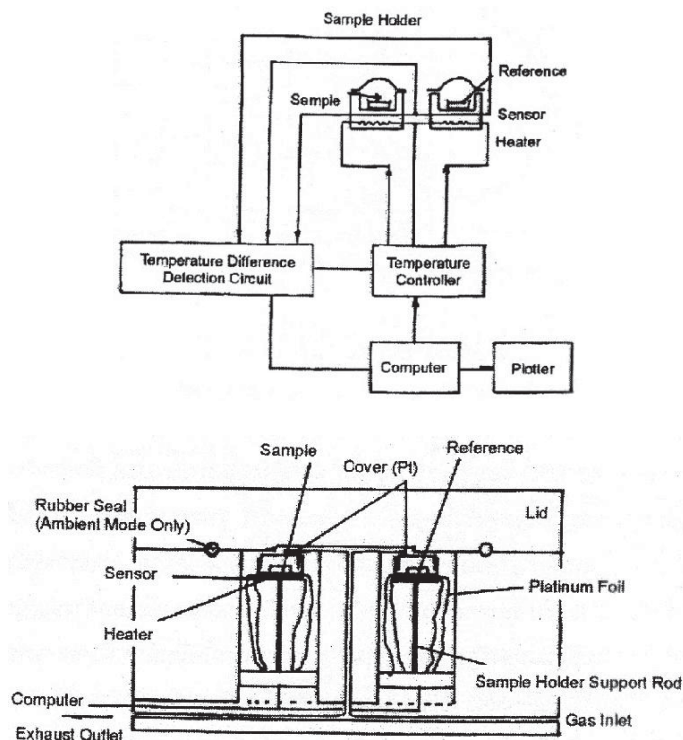 Sample Holder
Reference
Sample
Sensor
Heater
Temperature Difference
Detection Circuit
Temperature
Controller
Computer
Plotter
Sample
Reference
Cover (Pt)
Rubber Seal
(Ambient Mode Only)
Lid
Sensor
Platinum Foil
Heater
Sample Holder Support Rod
Computer
Gas Inlet
Exhaust Outlet